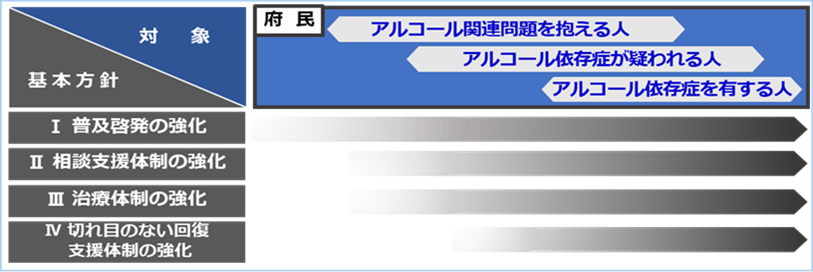 対 象
基本方針
府 民
アルコール関連問題を抱える人
アルコール依存症が疑われる人
アルコール依存症を有する人
Ⅰ 普及啓発の強化
Ⅱ 相談支援体制の強化
Ⅲ 治療体制の強化
Ⅳ 切れ目のない回復
支援体制の強化